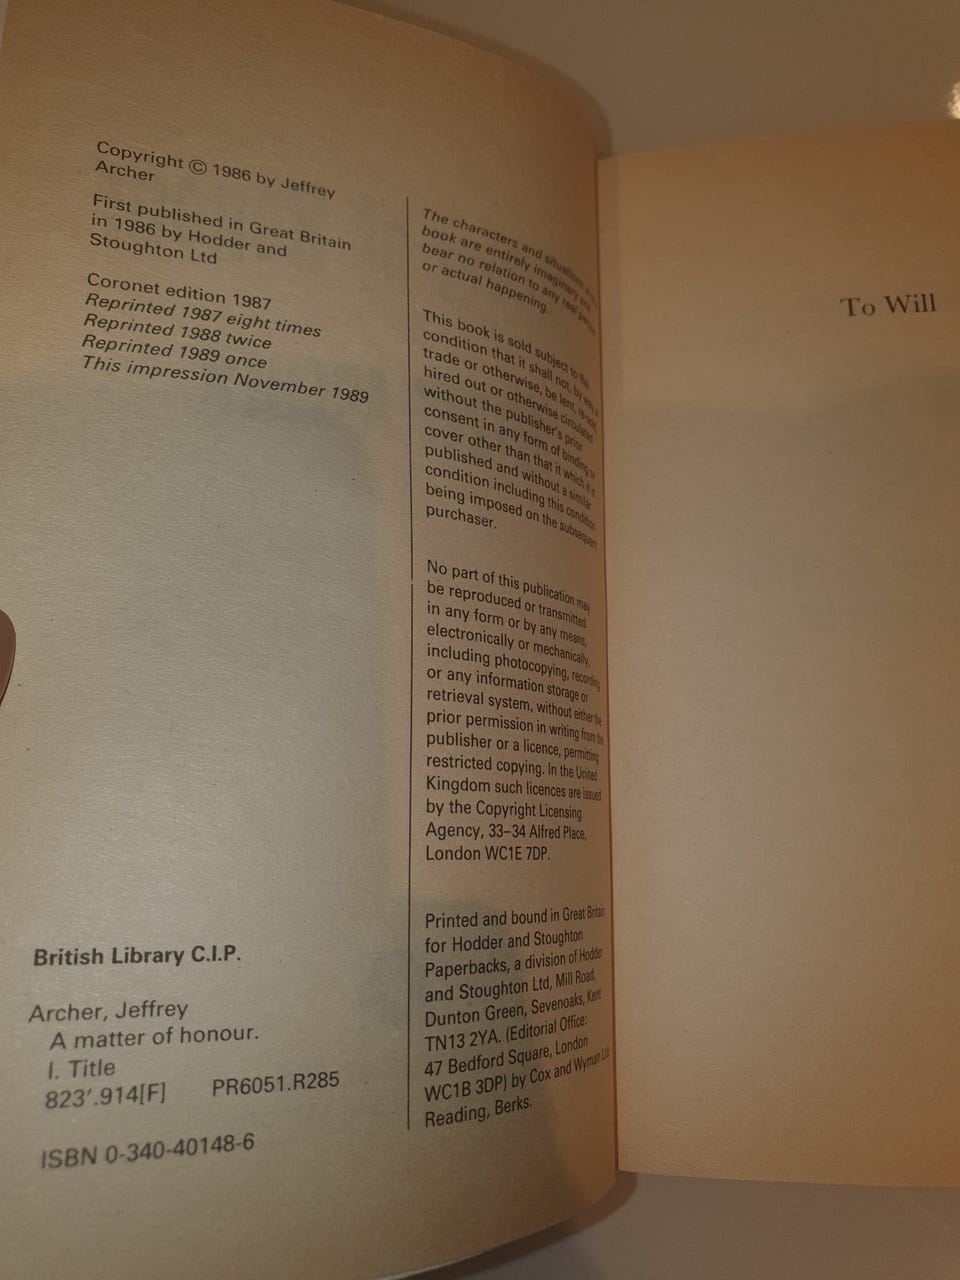 Copyright © 1986 by Jeffrey
Archer
First published in Great Britain
in 1986 by Hodder and
Stoughton Ltd
Coronet edition 1987
Reprinted 1987 eight times
Reprinted 1988 twice
Reprinted 1989 once
This impression November 1989
British Library C.I.P.
Archer, Jeffrey
A matter of honour.
I. Title
823'.914[F] PR6051.R285
ISBN 0-340-40148-6
The characters and situations in this
book are entirely imaginary and
bear no relation to any real person
or actual happening.
This book is sold subject to the
condition that it shall not, by way of
trade or otherwise, be lent, re-sold,
hired out or otherwise circulated
without the publisher's prior
consent in any form of binding or
cover other than that it which it is
published and without a similar
condition including this condition
being imposed on the subsequent
purchaser.
No part of this publication may
be reproduced or transmitted
in any form or by any means,
electronically or mechanically,
including photocopying, recording
or any information storage or
retrieval system, without either the
prior permission in writing from the
publisher or a licence, permitting
restricted copying. In the United
Kingdom such licences are issued
by the Copyright Licensing
Agency, 33–34 Alfred Place,
London WC1E 7DP.
Printed and bound in Great Britain
for Hodder and Stoughton
Paperbacks, a division of Hodder
and Stoughton Ltd, Mill Road,
Dunton Green, Sevenoaks, Kent
TN13 2YA. (Editorial Office:
47 Bedford Square, London
WC1B 3DP) by Cox and Wyman Ltd.
Reading, Berks.
To Will